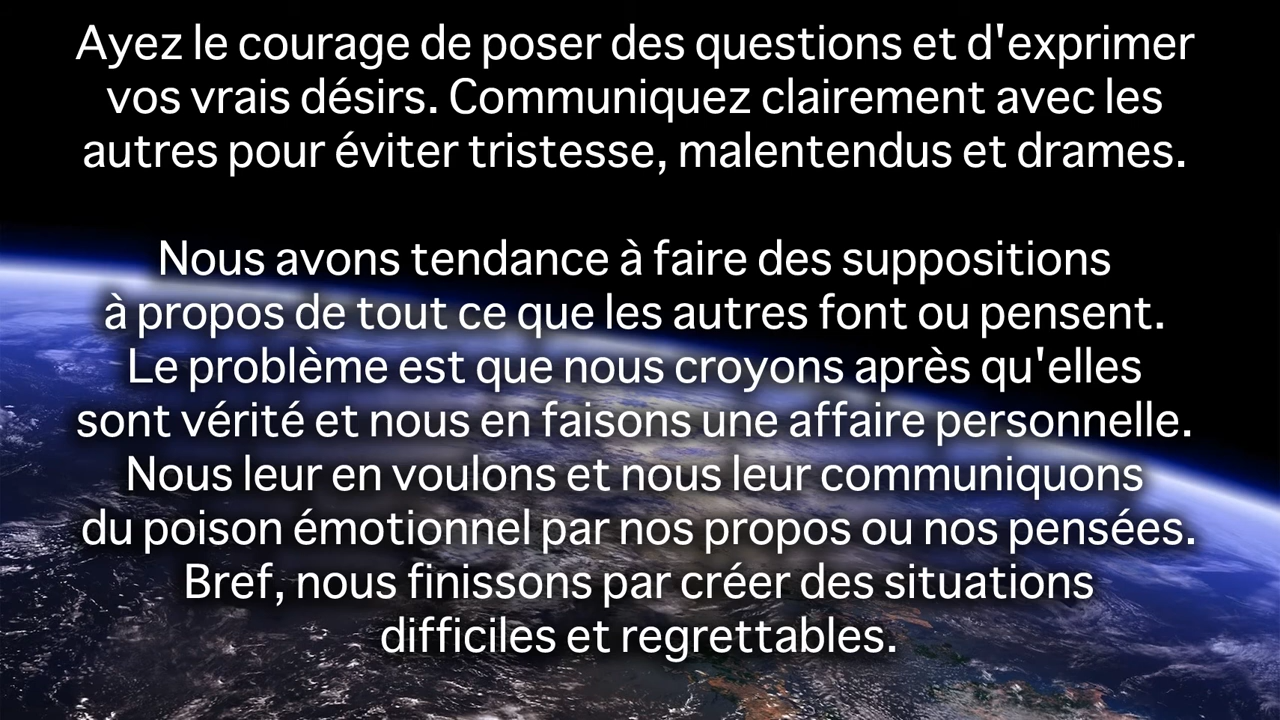 Ayez le courage de poser des questions et d'exprimer
vos vrais désirs. Communiquez clairement avec les
autres pour éviter tristesse, malentendus et drames.
Nous avons tendance à faire des suppositions
à propos de tout ce que les autres font ou pensent.
Le problème est que nous croyons après qu'elles
sont vérité et nous en faisons une affaire personnelle.
Nous leur en voulons et nous leur communiquons
du poison émotionnel par nos propos ou nos pensées.
Bref, nous finissons par créer des situations
difficiles et regrettables.